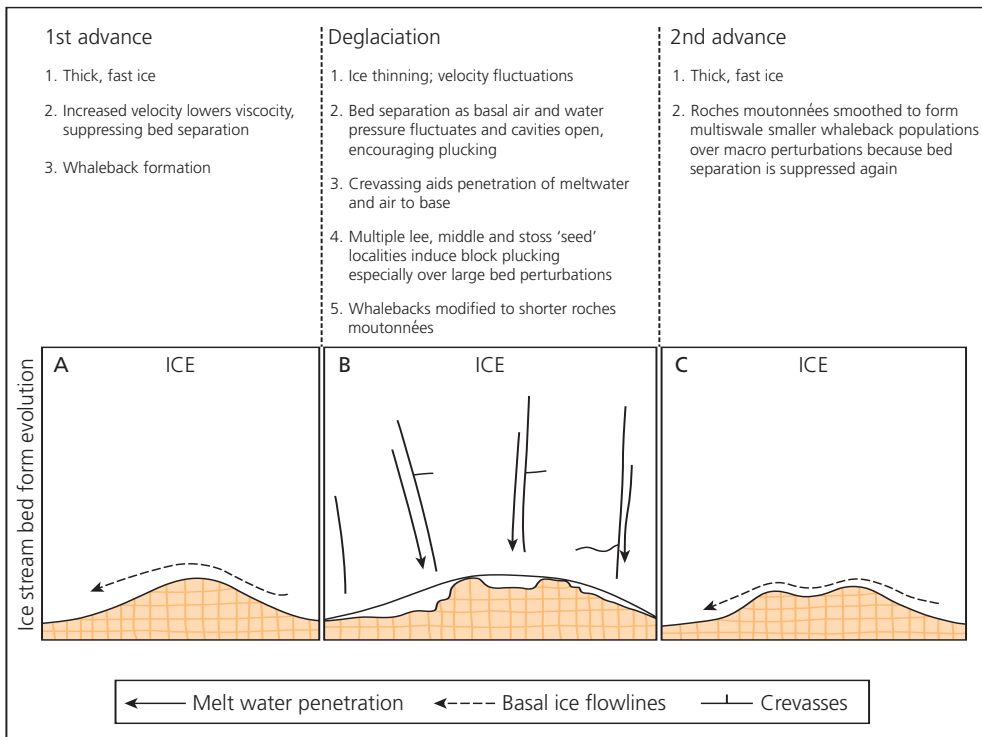 1st advance
1. Thick, fast ice
2. Increased velocity lowers viscosity,
suppressing bed separation
3. Whaleback formation
Deglaciation
1. Ice thinning; velocity fluctuations
2. Bed separation as basal air and water
pressure fluctuates and cavities open,
encouraging plucking
3. Crevassing aids penetration of meltwater
and air to base
4. Multiple lee, middle and stoss ‘seed’
localities induce block plucking
especially over large bed perturbations
5. Whalebacks modified to shorter roches
moutonnées
2nd advance
1. Thick, fast ice
2. Roches moutonnées smoothed to form
multiswale smaller whaleback populations
over macro perturbations because bed
separation is suppressed again
Ice stream bed form evolution
A ICE
B ICE
C ICE
Melt water penetration Basal ice flowlines Crevasses